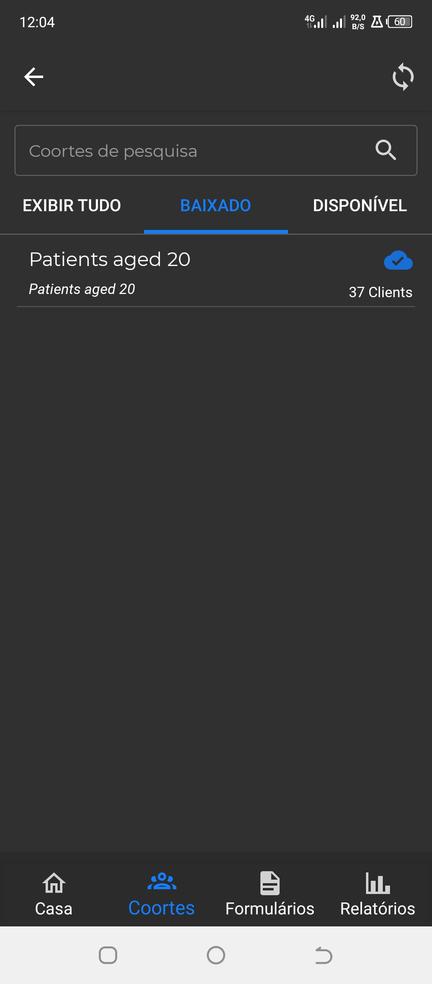 12:04
4G 92,0 B/S 60
Coortes de pesquisa
EXIBIR TUDO BAIXADO DISPONÍVEL
Patients aged 20
Patients aged 20 37 Clients
Casa Coortes Formulários Relatórios